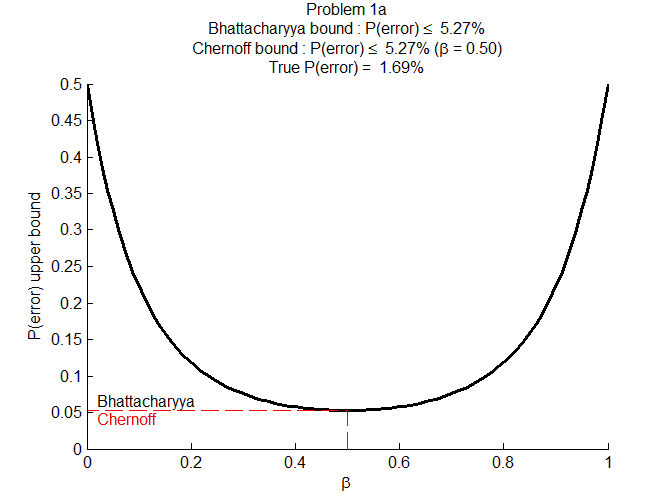 Problem 1a
Bhattacharyya bound : P(error) ≤ 5.27%
Chernoff bound : P(error) ≤ 5.27% (β = 0.50)
True P(error) = 1.69%
0.5
0.45
0.4
0.35
0.3
0.25
0.2
0.15
0.1
0.05
0
P(error) upper bound
Bhattacharyya
Chernoff
0 0.2 0.4 0.6 0.8 1
β